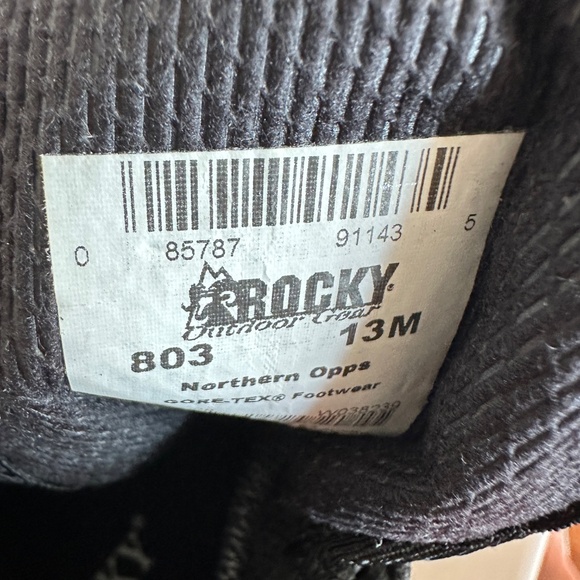 0 85787 91143 5
ROCKY®
Outdoor Gear
803 13M
Northern Opps
GORE-TEX® Footwear